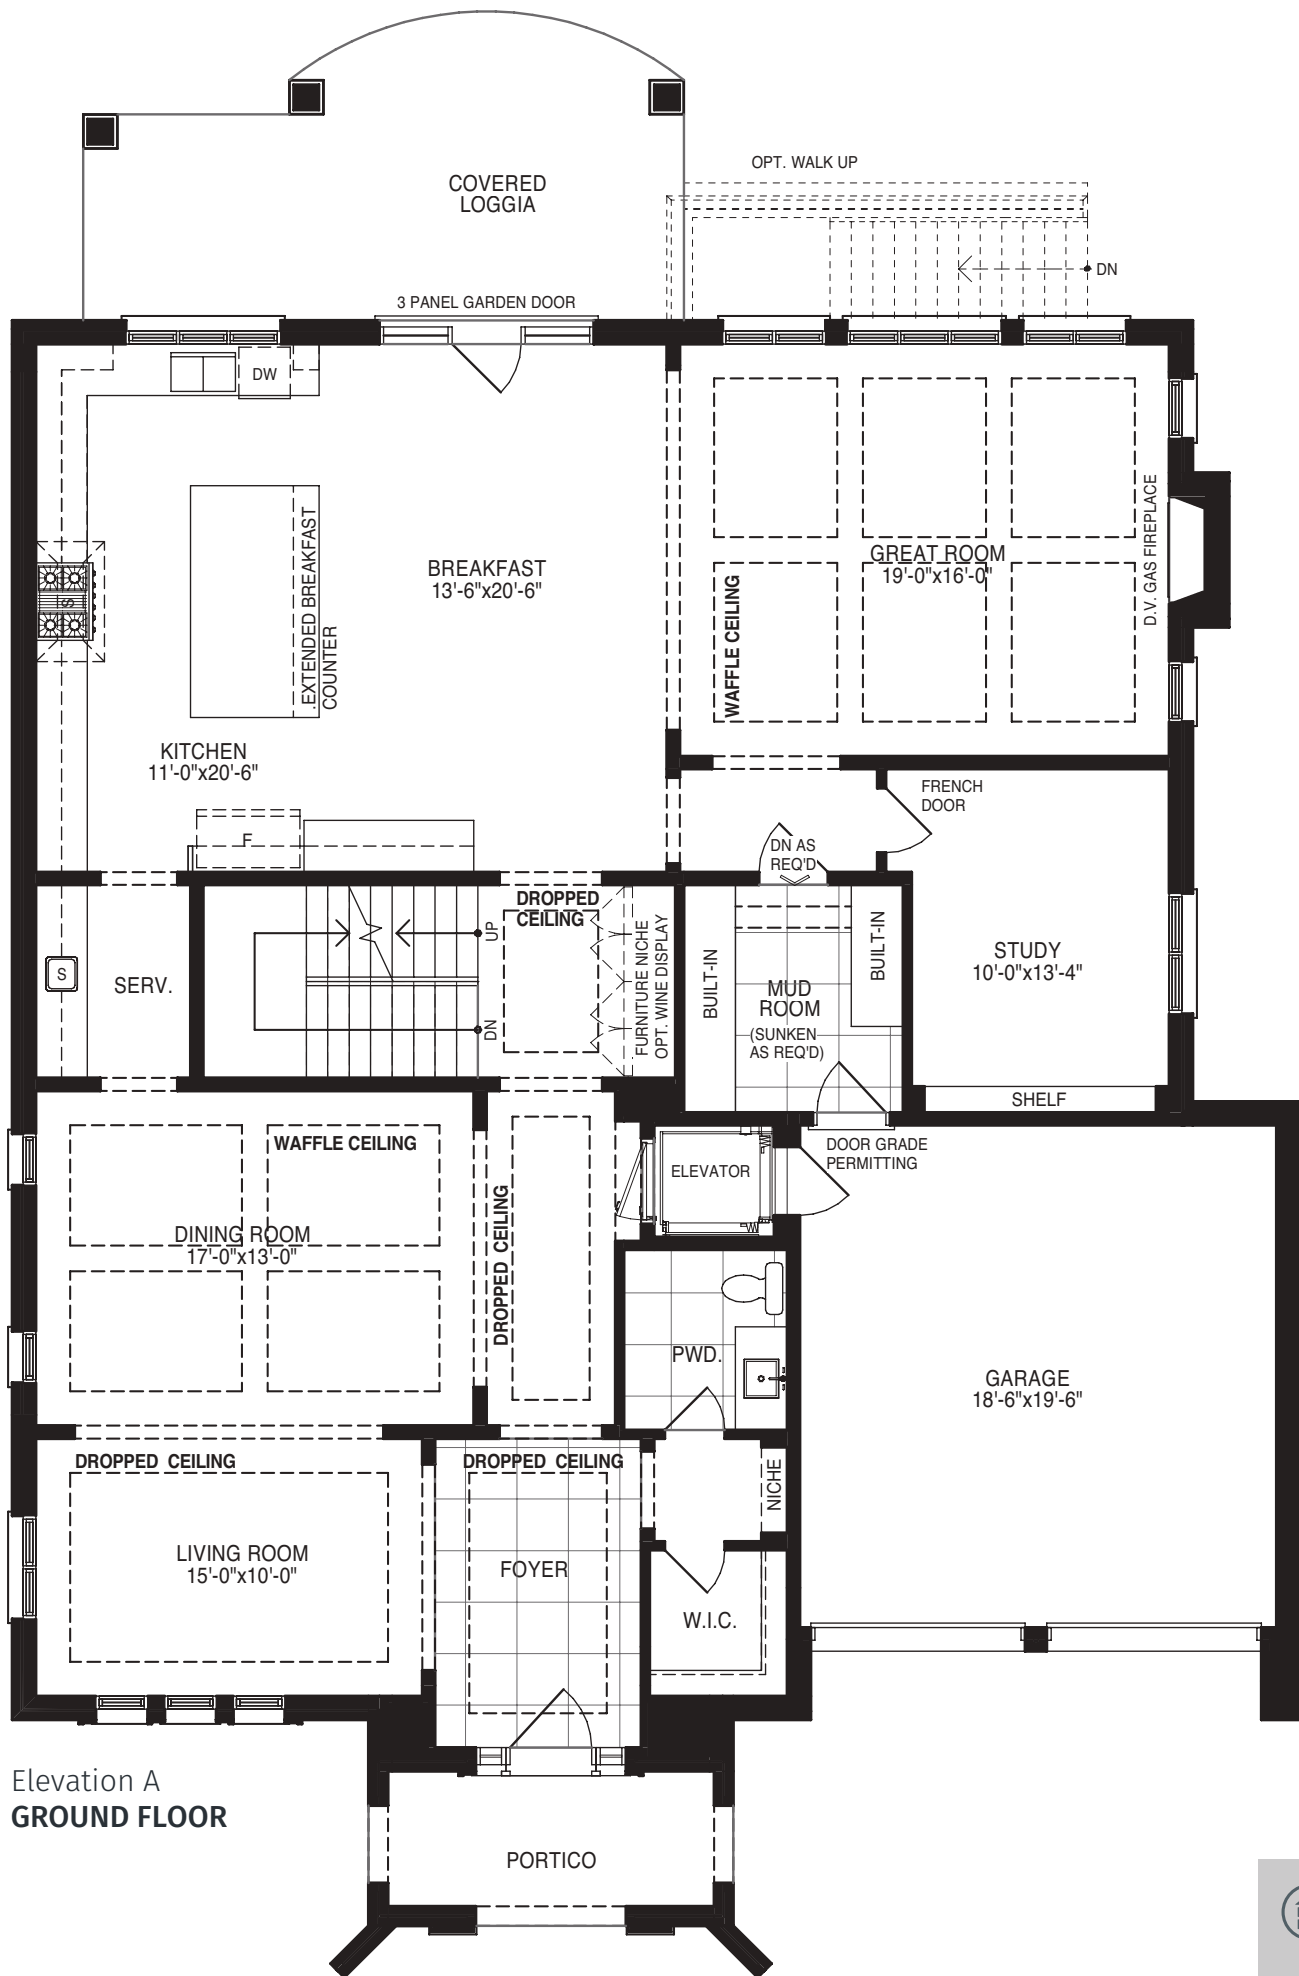 OPT. WALK UP
COVERED
LOGGIA
DN
3 PANEL GARDEN DOOR
DW
EXTENDED BREAKFAST
COUNTER
BREAKFAST
13'-6"x20'-6"
GREAT ROOM
19'-0"x16'-0"
D.V. GAS FIREPLACE
WAFFLE CEILING
S
KITCHEN
11'-0"x20'-6"
F
FRENCH
DOOR
DN AS
REQ'D
DROPPED
CEILING
UP
DN
FURNITURE NICHE
OPT. WINE DISPLAY
S
SERV.
BUILT-IN
BUILT-IN
MUD
ROOM
(SUNKEN
AS REQ'D)
STUDY
10'-0"x13'-4"
SHELF
WAFFLE CEILING
DINING ROOM
17'-0"x13'-0"
DROPPED CEILING
ELEVATOR
DOOR GRADE
PERMITTING
PWD.
GARAGE
18'-6"x19'-6"
DROPPED CEILING
LIVING ROOM
15'-0"x10'-0"
DROPPED CEILING
FOYER
NICHE
W.I.C.
Elevation A
GROUND FLOOR
PORTICO